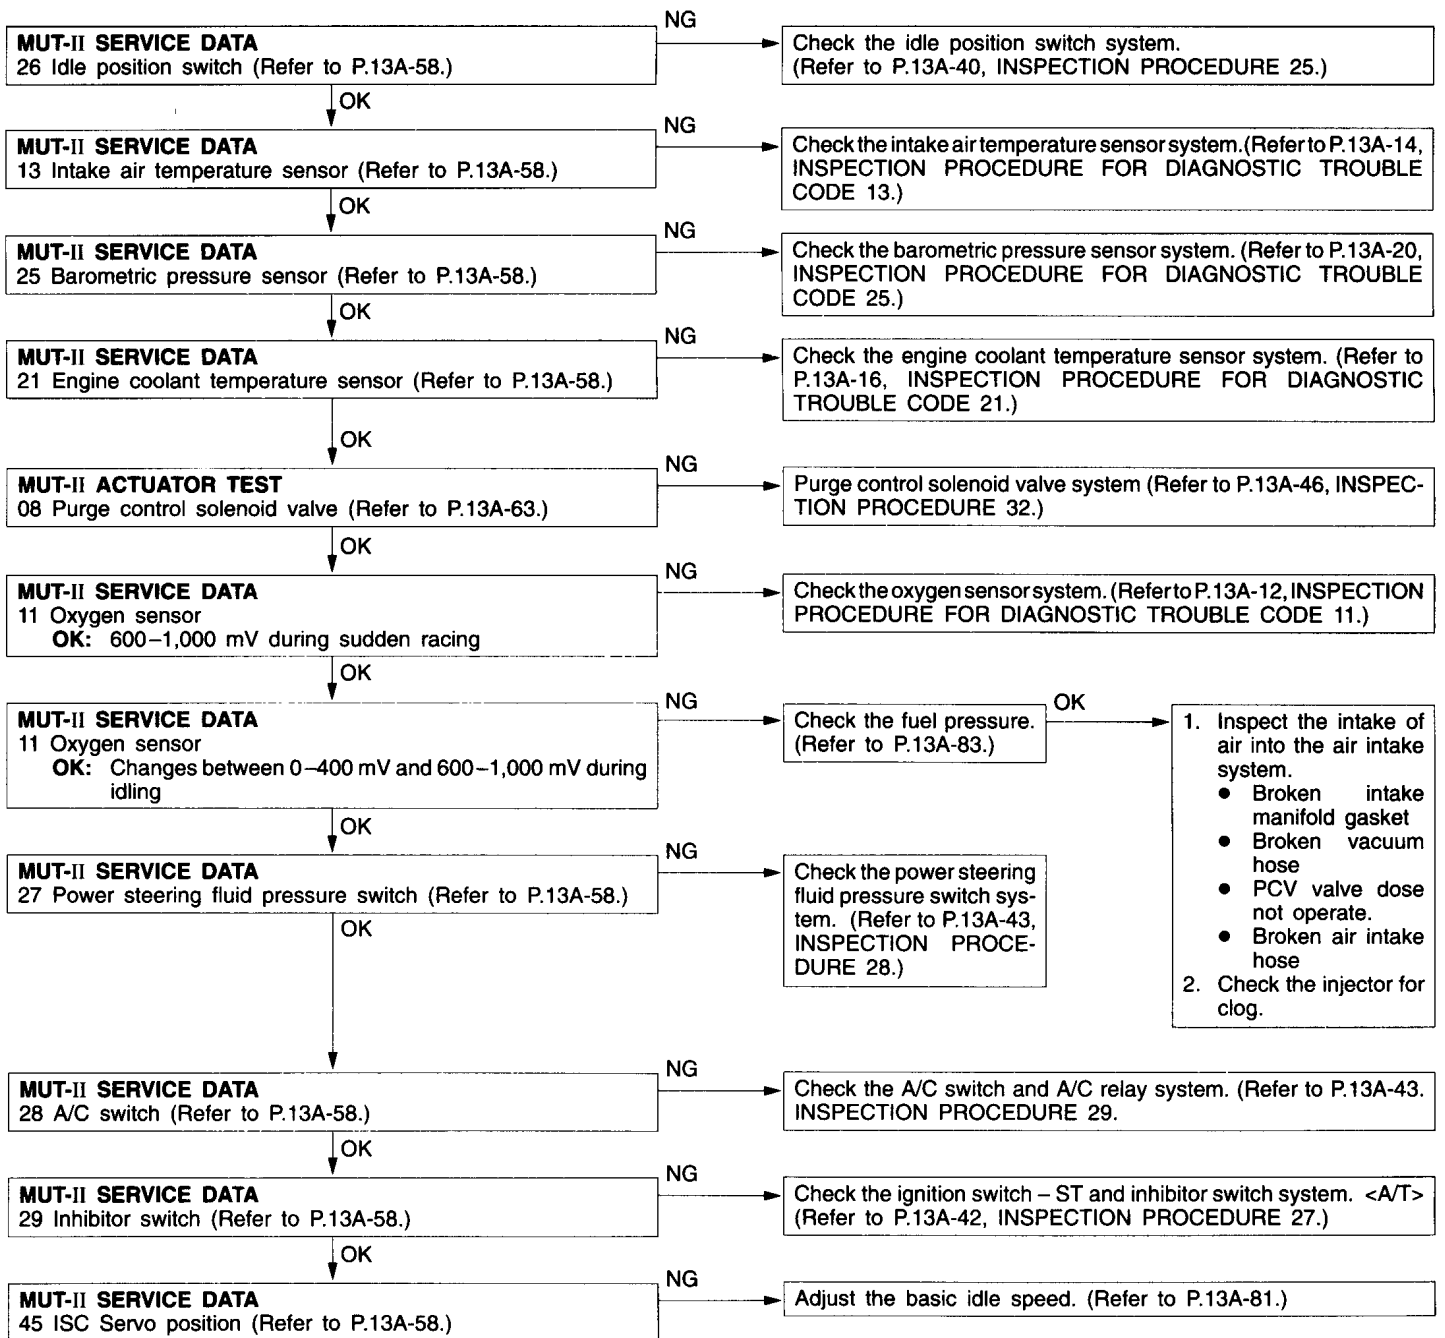 NG
MUT-II SERVICE DATA
26 Idle position switch (Refer to P.13A-58.)
Check the idle position switch system.
(Refer to P.13A-40, INSPECTION PROCEDURE 25.)
OK
NG
MUT-II SERVICE DATA
13 Intake air temperature sensor (Refer to P.13A-58.)
Check the intake air temperature sensor system.(Refer to P.13A-14,
INSPECTION PROCEDURE FOR DIAGNOSTIC TROUBLE
CODE 13.)
OK
NG
MUT-II SERVICE DATA
25 Barometric pressure sensor (Refer to P.13A-58.)
Check the barometric pressure sensor system. (Refer to P.13A-20,
INSPECTION PROCEDURE FOR DIAGNOSTIC TROUBLE
CODE 25.)
OK
NG
MUT-II SERVICE DATA
21 Engine coolant temperature sensor (Refer to P.13A-58.)
Check the engine coolant temperature sensor system. (Refer to
P.13A-16, INSPECTION PROCEDURE FOR DIAGNOSTIC
TROUBLE CODE 21.)
OK
NG
MUT-II ACTUATOR TEST
08 Purge control solenoid valve (Refer to P.13A-63.)
Purge control solenoid valve system (Refer to P.13A-46, INSPEC-
TION PROCEDURE 32.)
OK
NG
MUT-II SERVICE DATA
11 Oxygen sensor
OK: 600–1,000 mV during sudden racing
Check the oxygen sensor system. (Refer to P.13A-12, INSPECTION
PROCEDURE FOR DIAGNOSTIC TROUBLE CODE 11.)
OK
NG
MUT-II SERVICE DATA
11 Oxygen sensor
OK: Changes between 0–400 mV and 600–1,000 mV during
idling
Check the fuel pressure.
(Refer to P.13A-83.)
OK
1. Inspect the intake of
air into the air intake
system.
● Broken intake
manifold gasket
● Broken vacuum
hose
● PCV valve dose
not operate.
● Broken air intake
hose
2. Check the injector for
clog.
OK
NG
MUT-II SERVICE DATA
27 Power steering fluid pressure switch (Refer to P.13A-58.)
Check the power steering
fluid pressure switch sys-
tem. (Refer to P.13A-43,
INSPECTION PROCE-
DURE 28.)
OK
NG
MUT-II SERVICE DATA
28 A/C switch (Refer to P.13A-58.)
Check the A/C switch and A/C relay system. (Refer to P.13A-43.
INSPECTION PROCEDURE 29.
OK
NG
MUT-II SERVICE DATA
29 Inhibitor switch (Refer to P.13A-58.)
Check the ignition switch – ST and inhibitor switch system. <A/T>
(Refer to P.13A-42, INSPECTION PROCEDURE 27.)
OK
NG
MUT-II SERVICE DATA
45 ISC Servo position (Refer to P.13A-58.)
Adjust the basic idle speed. (Refer to P.13A-81.)